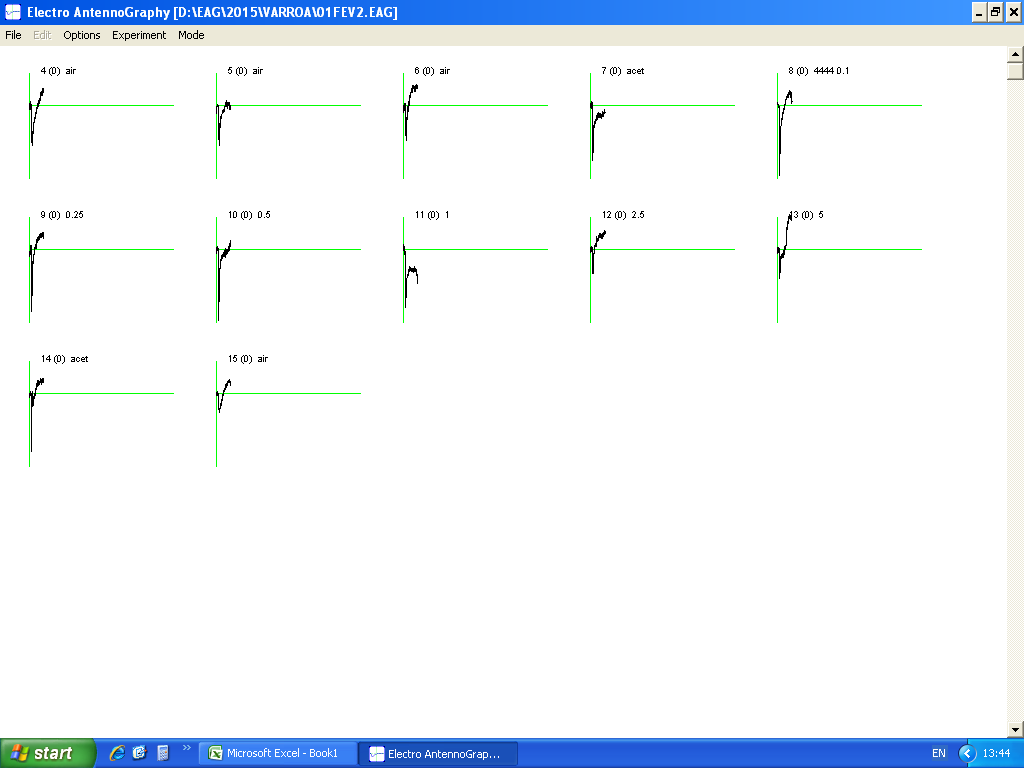 Electro AntennoGraphy [D:\EAG\2015\VARROA\01FEV2.EAG]
File Edit Options Experiment Mode
4 (0) air 5 (0) air 6 (0) air 7 (0) acet 8 (0) 4444 0.1
9 (0) 0.25 10 (0) 0.5 11 (0) 1 12 (0) 2.5 13 (0) 5
14 (0) acet 15 (0) air
start Microsoft Excel - Book1 Electro AntennoGrap... EN 13:44